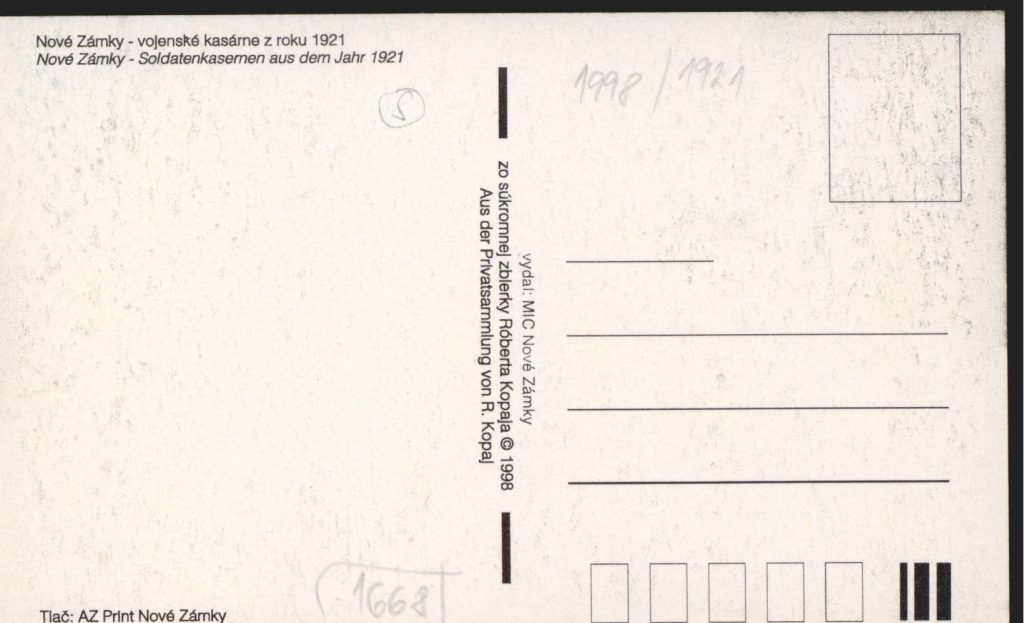 Nové Zámky - vojenské kasárne z roku 1921
Nové Zámky - Soldatenkasernen aus dem Jahr 1921
5
1998 / 1921
vydal: MIC Nové Zámky
zo súkromnej zbierky Róberta Kopaja © 1998
Aus der Privatsammlung von R. Kopaj
1668
Tlač: AZ Print Nové Zámky